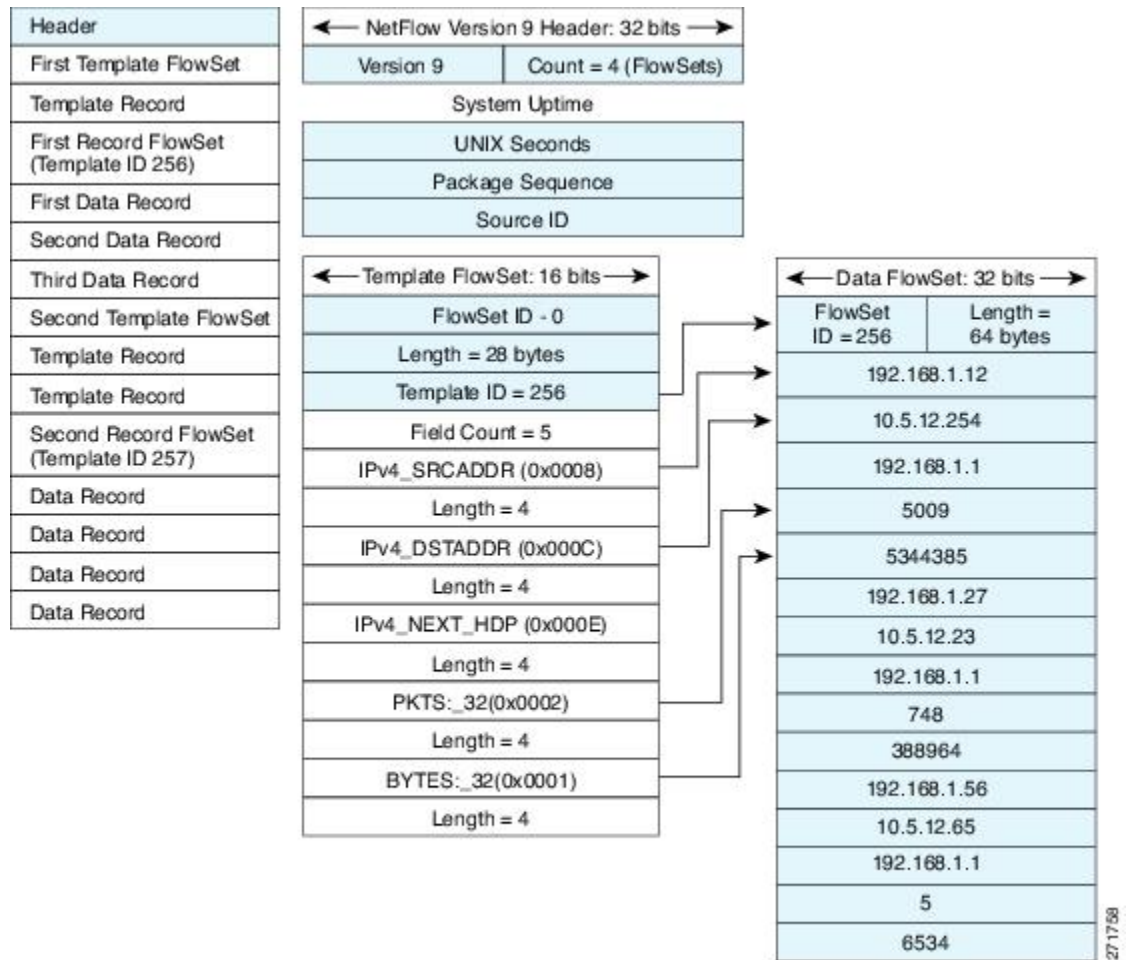 Header
First Template FlowSet
Template Record
First Record FlowSet
(Template ID 256)
First Data Record
Second Data Record
Third Data Record
Second Template FlowSet
Template Record
Template Record
Second Record FlowSet
(Template ID 257)
Data Record
Data Record
Data Record
Data Record
NetFlow Version 9 Header: 32 bits
Version 9
Count = 4 (FlowSets)
System Uptime
UNIX Seconds
Package Sequence
Source ID
Template FlowSet: 16 bits
FlowSet ID - 0
Length = 28 bytes
Template ID = 256
Field Count = 5
IPv4_SRCADDR (0x0008)
Length = 4
IPv4_DSTADDR (0x000C)
Length = 4
IPv4_NEXT_HDP (0x000E)
Length = 4
PKTS:_32(0x0002)
Length = 4
BYTES:_32(0x0001)
Length = 4
Data FlowSet: 32 bits
FlowSet
ID = 256
Length =
64 bytes
192.168.1.12
10.5.12.254
192.168.1.1
5009
5344385
192.168.1.27
10.5.12.23
192.168.1.1
748
388964
192.168.1.56
10.5.12.65
192.168.1.1
5
6534
271758